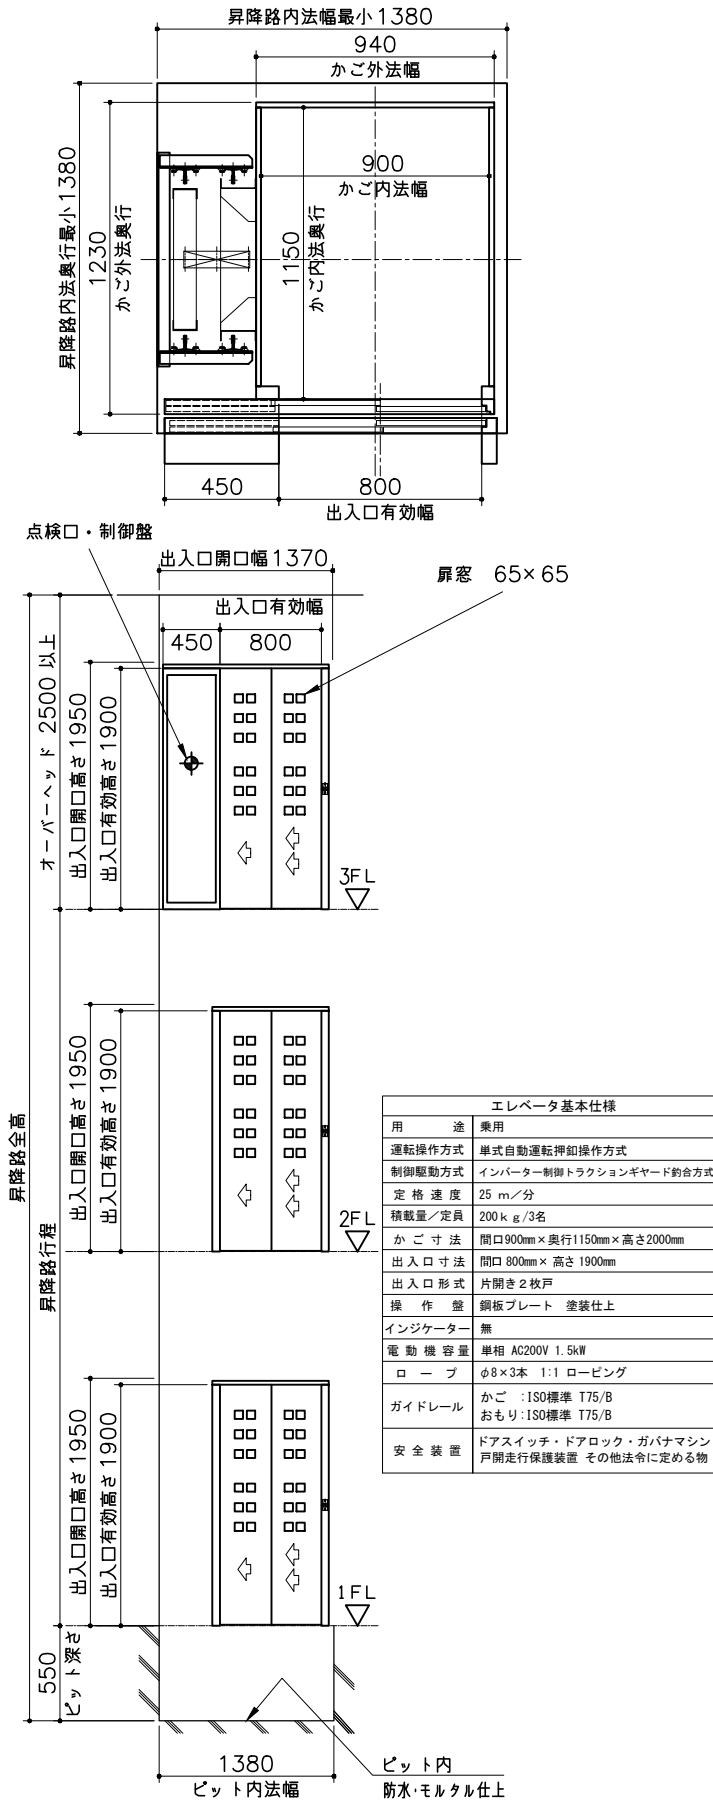 昇降路内法幅最小1380
940
かご外法幅
900
かご内法幅
昇降路内法奥行最小1380
1230
かご外法奥行
1150
かご内法奥行
450
800
出入口有効幅
点検口・制御盤
出入口開口幅1370
扉窓 65×65
出入口有効幅
450
800
オーバーヘッド 2500 以上
出入口開口高さ1950
出入口有効高さ1900
3FL
出入口開口高さ1950
出入口有効高さ1900
2FL
昇降路全高
昇降路行程
エレベータ基本仕様
用途 乗用
運転操作方式 単式自動運転押釦操作方式
制御駆動方式 インバーター制御トラクションギヤード釣合方式
定格速度 25 m/分
積載量/定員 200kg/3名
かご寸法 間口900mm×奥行1150mm×高さ2000mm
出入口寸法 間口 800mm× 高さ 1900mm
出入口形式 片開き2枚戸
操作盤 鋼板プレート 塗装仕上
インジケーター 無
電動機容量 単相 AC200V 1.5kW
ロープ φ8×3本 1:1 ローピング
ガイドレール かご :ISO標準 T75/B
おもり:ISO標準 T75/B
安全装置 ドアスイッチ・ドアロック・ガバナマシン
戸開走行保護装置 その他法令に定める物
出入口開口高さ1950
出入口有効高さ1900
1FL
550
ピット深さ
1380
ピット内法幅
ピット内
防水・モルタル仕上